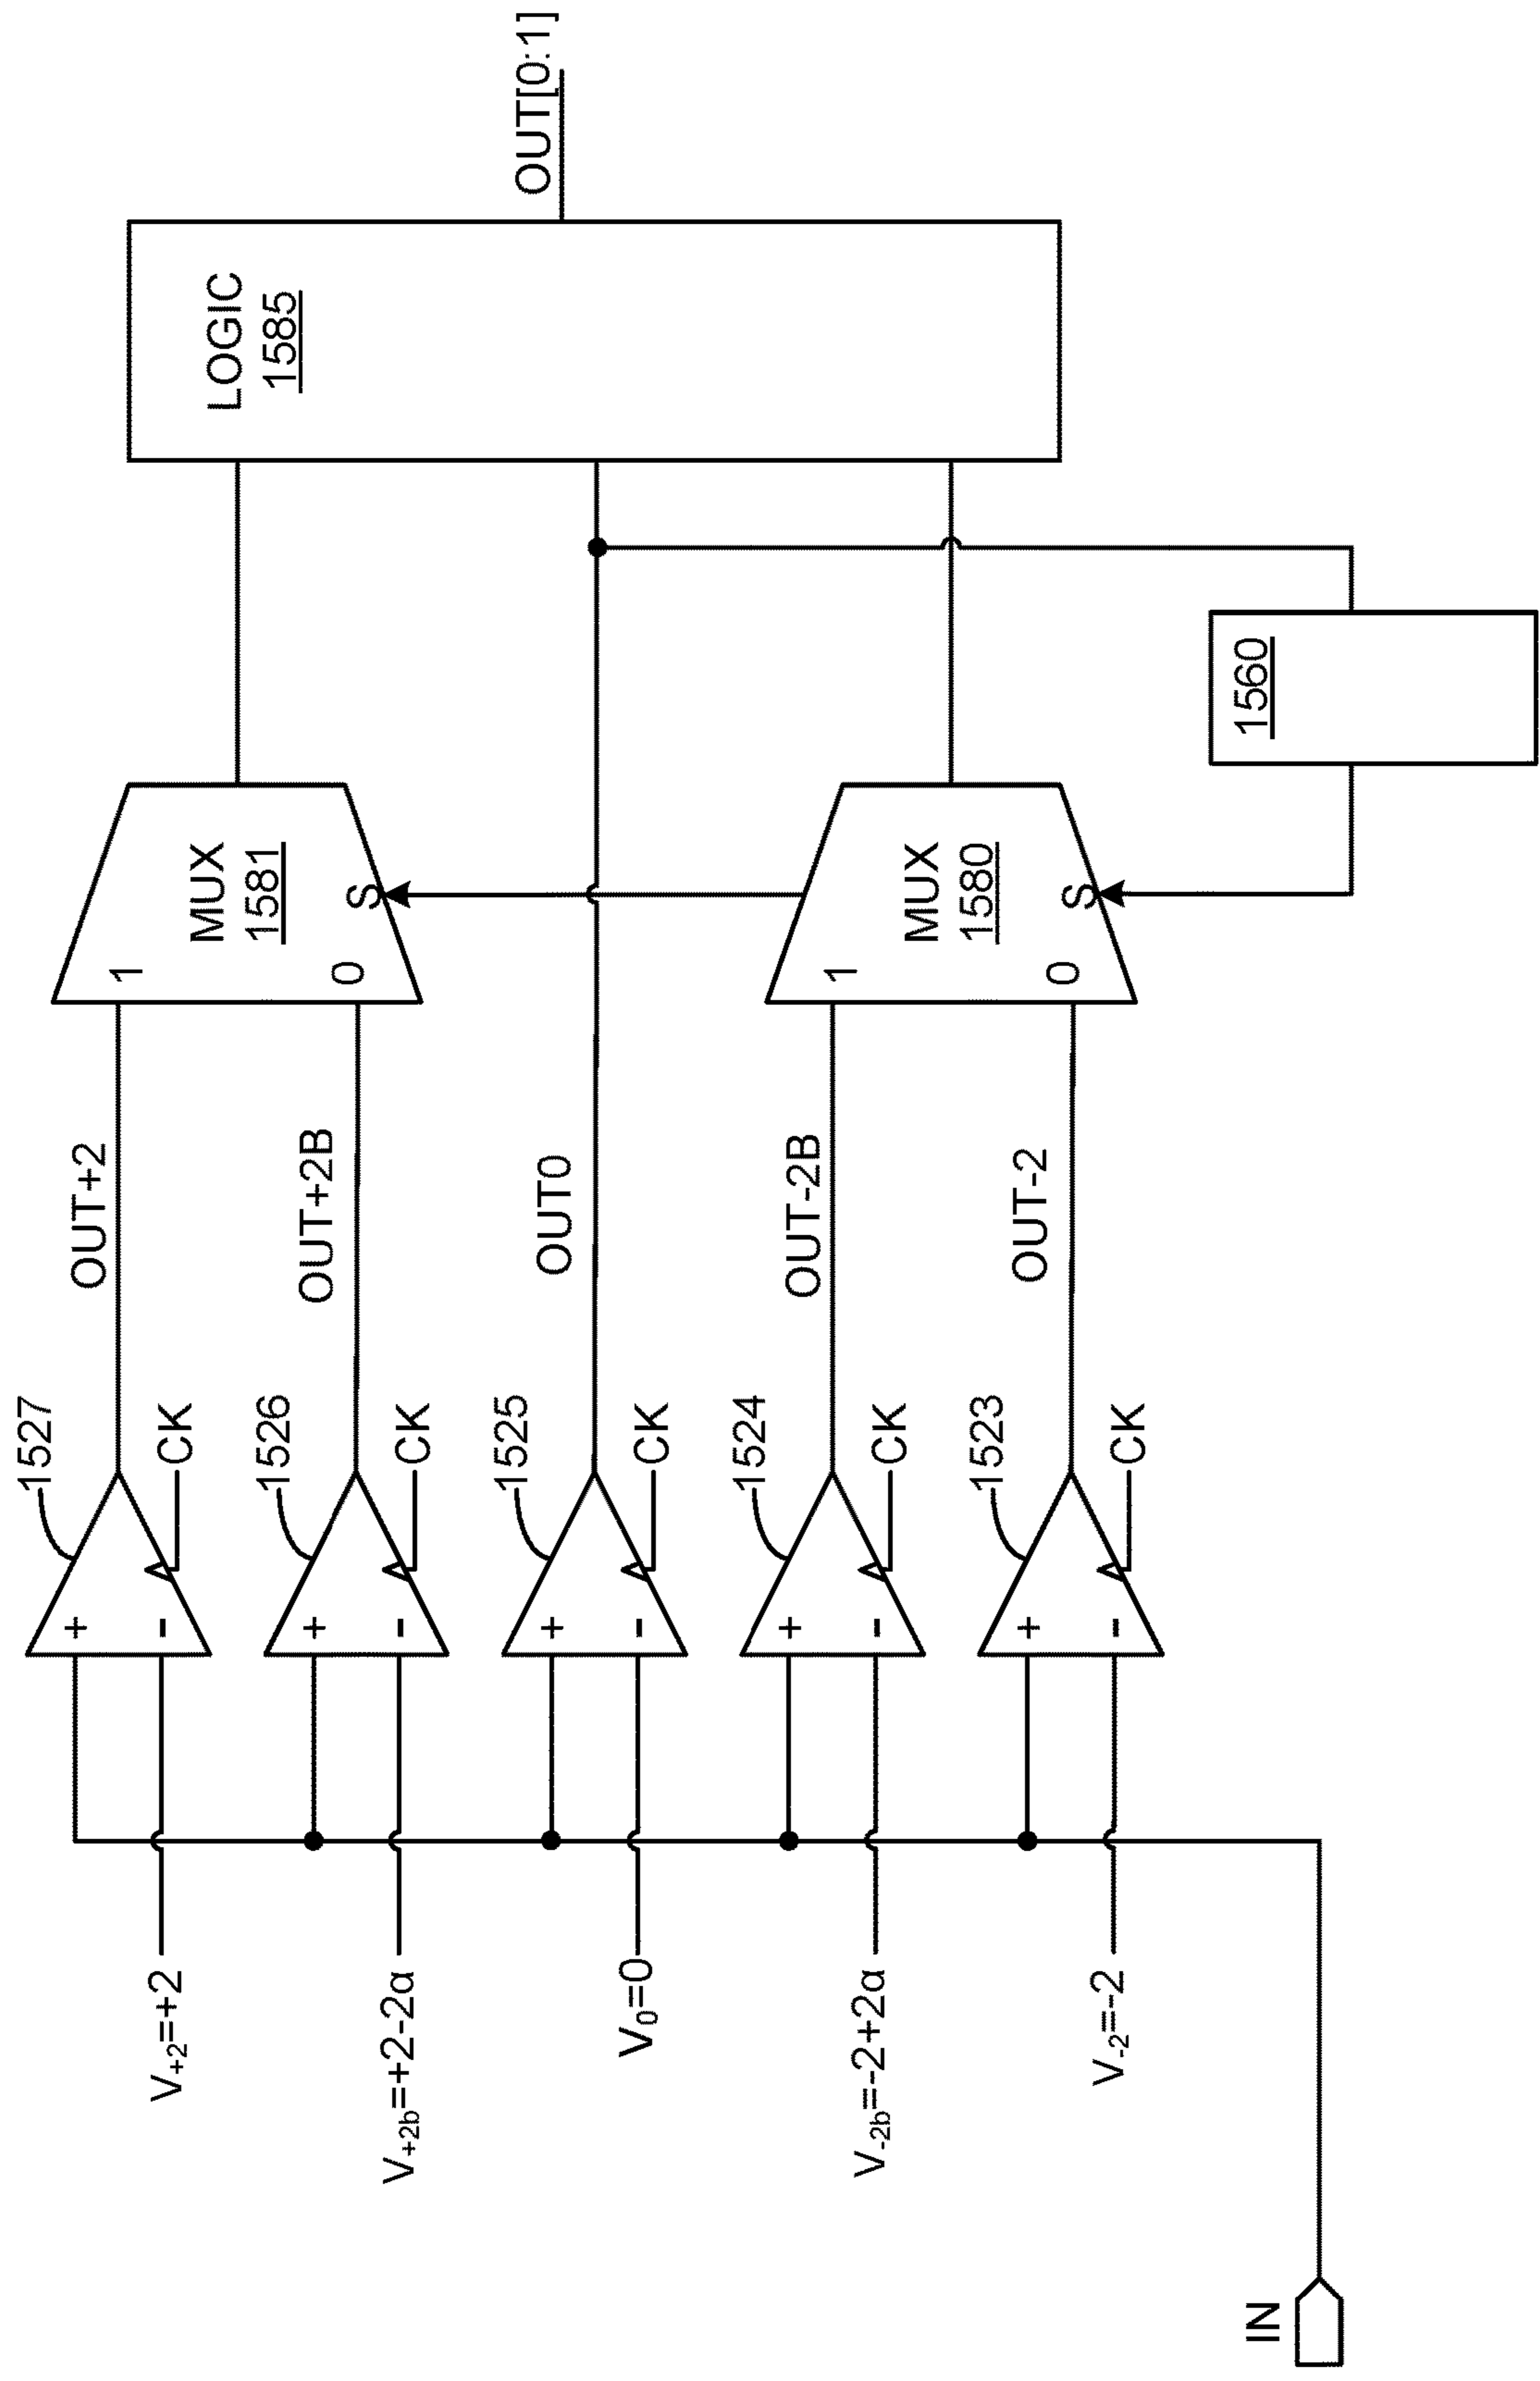 1527
V+2=+2
+
-
CK
OUT+2
1526
V+2b=+2-2α
+
-
CK
OUT+2B
1
0
MUX
1581
S
1525
V0=0
+
-
CK
OUT0
LOGIC
1585
OUT[0:1]
1524
V-2b=-2+2α
+
-
CK
OUT-2B
1523
V-2=-2
+
-
CK
OUT-2
1
0
MUX
1580
S
1560
IN